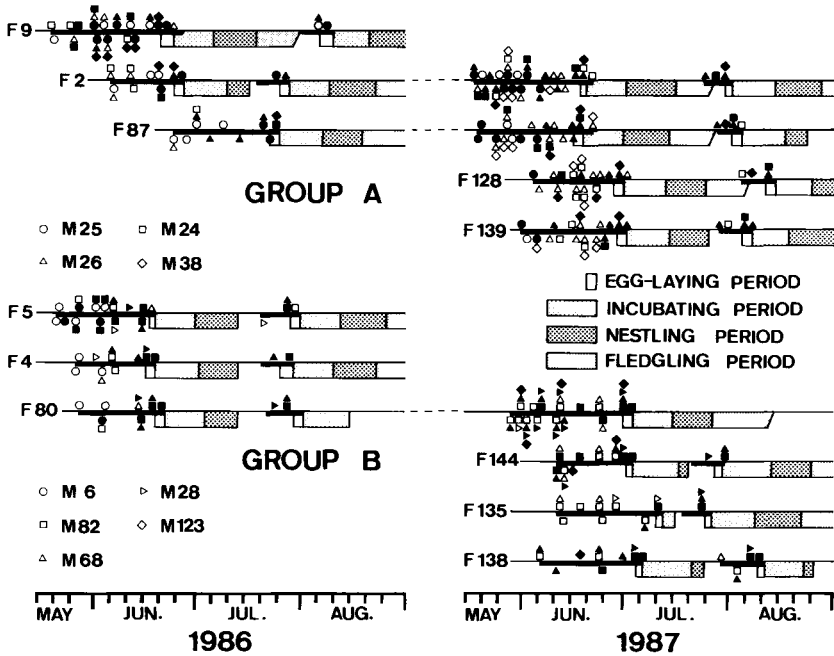 F9
F2
F87
F128
GROUP A
F139
M25 M24
M26 M38
EGG-LAYING PERIOD
INCUBATING PERIOD
NESTLING PERIOD
FLEDGLING PERIOD
F5
F4
F80
GROUP B
F144
M6 M28
M82 M123
M68
F135
F138
MAY JUN. JUL. AUG. MAY JUN. JUL. AUG.
1986 1987